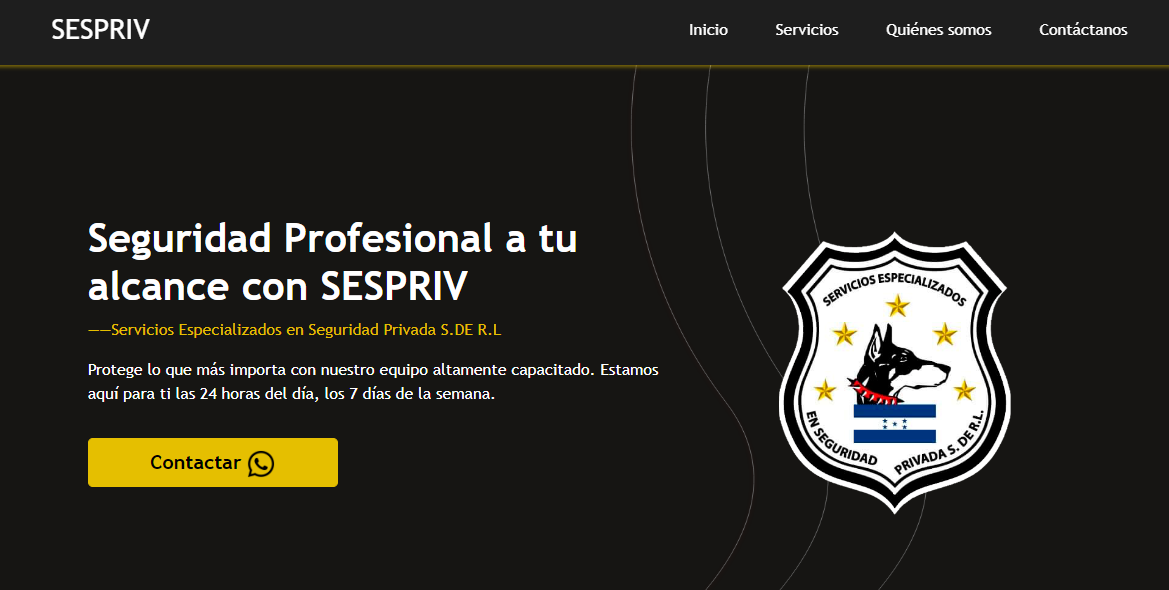 SESPRIV
Inicio
Servicios
Quiénes somos
Contáctanos
Seguridad Profesional a tu
alcance con SESPRIV
——Servicios Especializados en Seguridad Privada S.DE R.L
Protege lo que más importa con nuestro equipo altamente capacitado. Estamos
aquí para ti las 24 horas del día, los 7 días de la semana.
Contactar
SERVICIOS ESPECIALIZADOS
EN SEGURIDAD
PRIVADA S. DE R.L.